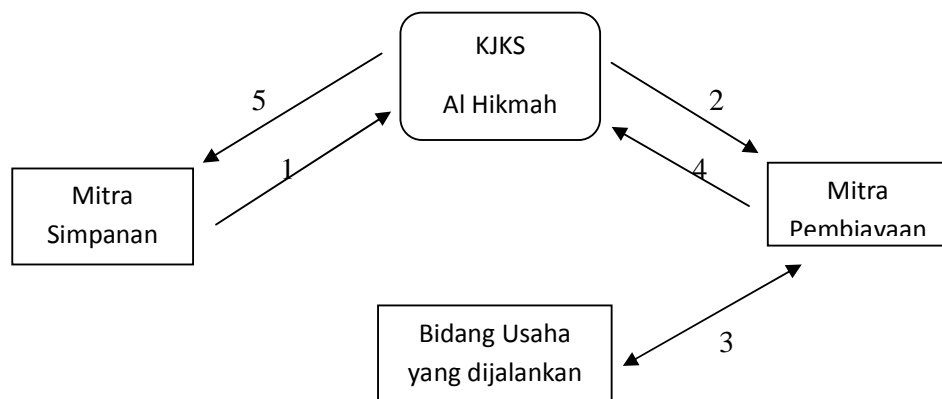 KJKS
Al Hikmah
5
2
1
4
Mitra
Simpanan
Mitra
Pembiayaan
3
Bidang Usaha
yang dijalankan